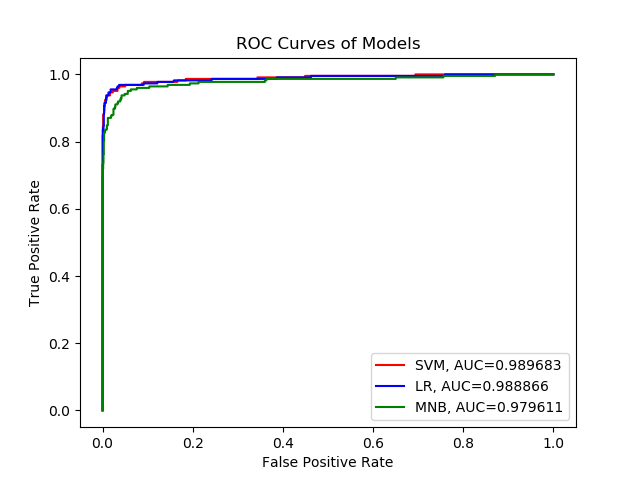 ROC Curves of Models
True Positive Rate
1.0
0.8
0.6
0.4
0.2
0.0
SVM, AUC=0.989683
LR, AUC=0.988866
MNB, AUC=0.979611
0.0 0.2 0.4 0.6 0.8 1.0
False Positive Rate